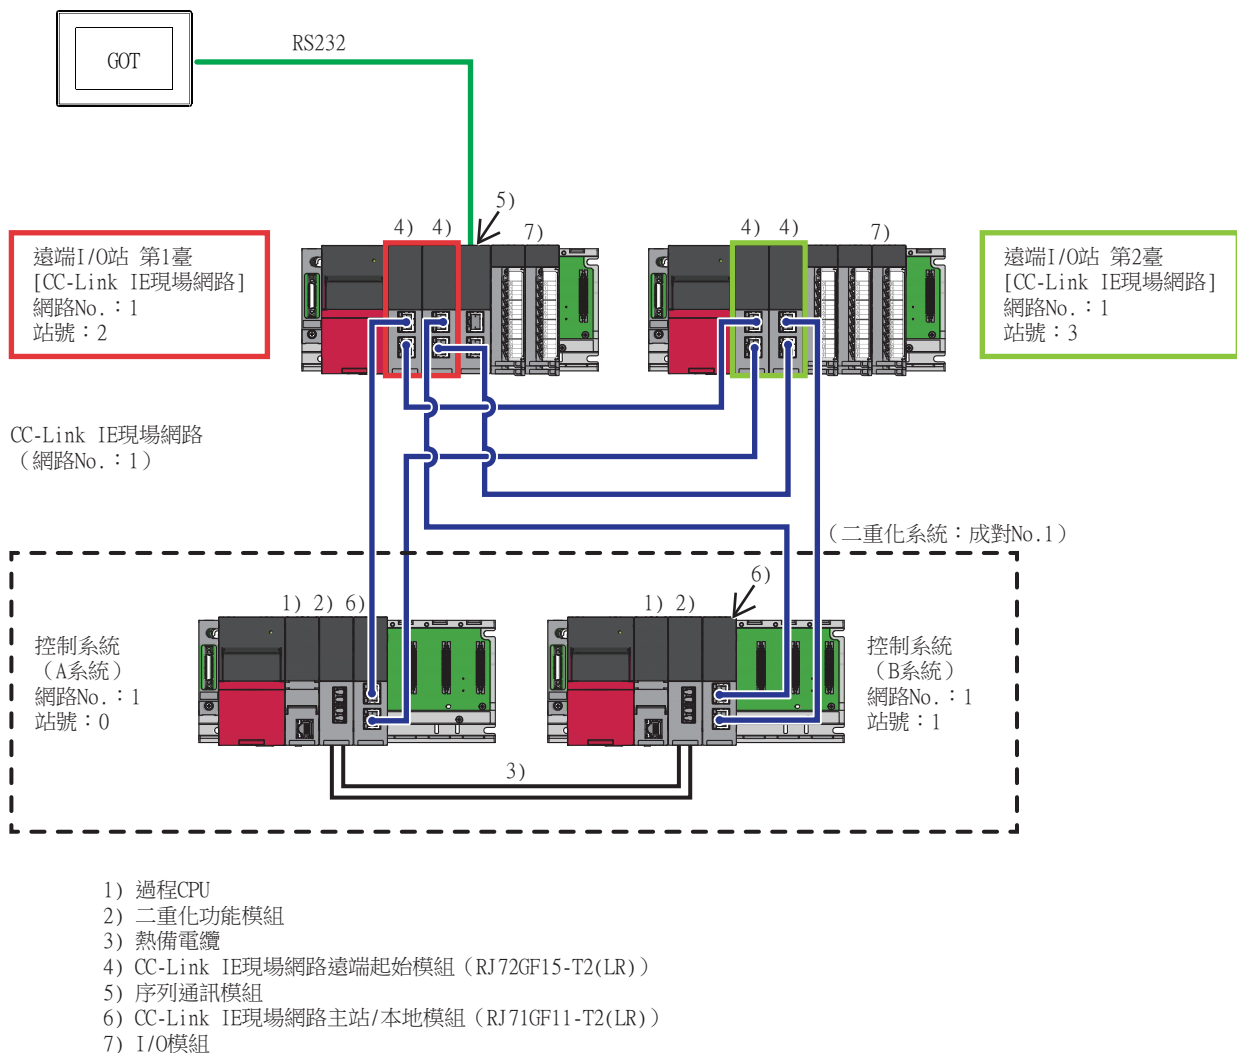 GOT
RS232
5)
4)
4)
7)
4)
4)
7)
遠端I/O站 第1臺
[CC-Link IE現場網路]
網路No.：1
站號：2
遠端I/O站 第2臺
[CC-Link IE現場網路]
網路No.：1
站號：3
CC-Link IE現場網路
（網路No.：1）
（二重化系統：成對No.1）
6)
1) 2) 6)
1) 2)
控制系統
（A系統）
網路No.：1
站號：0
控制系統
（B系統）
網路No.：1
站號：1
3)
1) 過程CPU
2) 二重化功能模組
3) 熱備電纜
4) CC-Link IE現場網路遠端起始模組（RJ72GF15-T2(LR)）
5) 序列通訊模組
6) CC-Link IE現場網路主站/本地模組（RJ71GF11-T2(LR)）
7) I/O模組